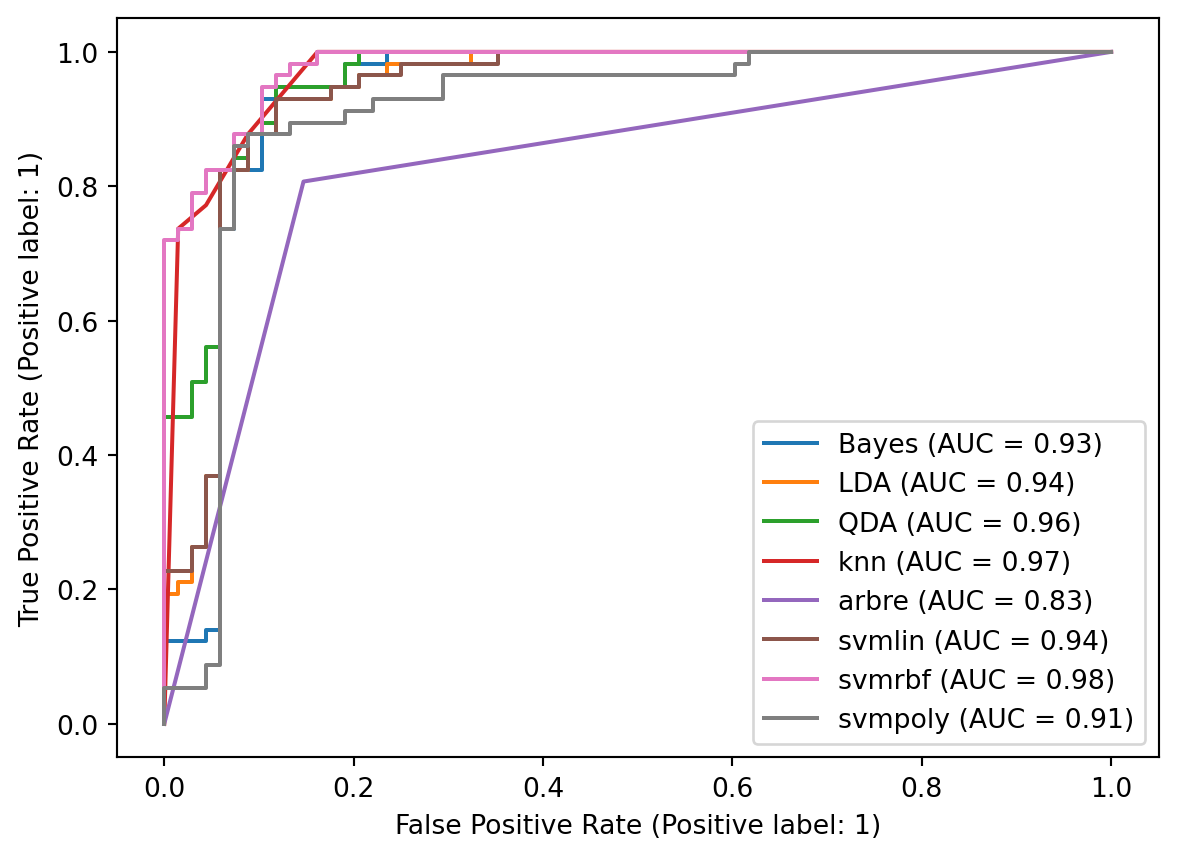 True Positive Rate (Positive label: 1)
1.0
0.8
0.6
0.4
0.2
0.0
0.0 0.2 0.4 0.6 0.8 1.0
False Positive Rate (Positive label: 1)
Bayes (AUC = 0.93)
LDA (AUC = 0.94)
QDA (AUC = 0.96)
knn (AUC = 0.97)
arbre (AUC = 0.83)
svmlin (AUC = 0.94)
svmrbf (AUC = 0.98)
svmpoly (AUC = 0.91)